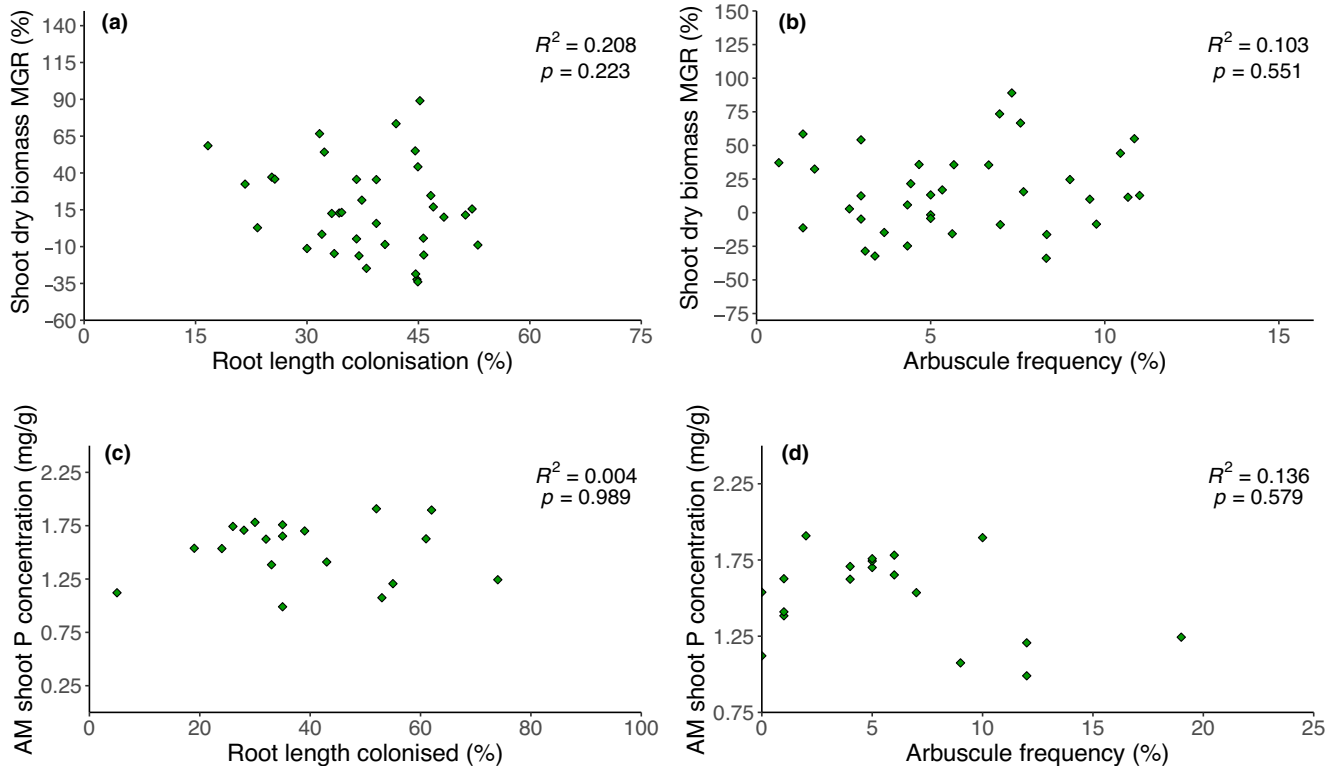 (a)
R² = 0.208
p = 0.223
Shoot dry biomass MGR (%)
140
115
90
65
40
15
−10
−35
−60
0 15 30 45 60 75
Root length colonisation (%)
(b)
R² = 0.103
p = 0.551
Shoot dry biomass MGR (%)
150
125
100
75
50
25
0
−25
−50
−75
0 5 10 15
Arbuscule frequency (%)
(c)
R² = 0.004
p = 0.989
AM shoot P concentration (mg/g)
2.25
1.75
1.25
0.75
0.25
0 20 40 60 80 100
Root length colonised (%)
(d)
R² = 0.136
p = 0.579
AM shoot P concentration (mg/g)
2.25
1.75
1.25
0.75
0 5 10 15 20 25
Arbuscule frequency (%)